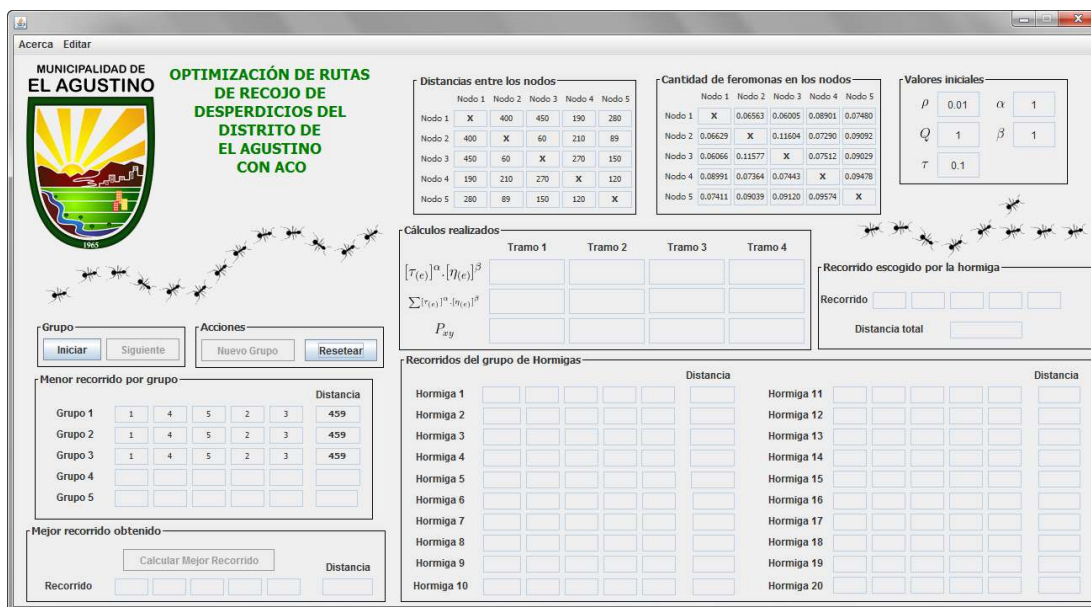 Acerca Editar
MUNICIPALIDAD DE
EL AGUSTINO
1965
OPTIMIZACIÓN DE RUTAS
DE RECOJO DE
DESPERDICIOS DEL
DISTRITO DE
EL AGUSTINO
CON ACO
Distancias entre los nodos
Nodo 1 Nodo 2 Nodo 3 Nodo 4 Nodo 5
Nodo 1 X 400 450 190 280
Nodo 2 400 X 60 210 89
Nodo 3 450 60 X 270 150
Nodo 4 190 210 270 X 120
Nodo 5 280 89 150 120 X
Cantidad de feromonas en los nodos
Nodo 1 Nodo 2 Nodo 3 Nodo 4 Nodo 5
Nodo 1 X 0.06563 0.06005 0.08901 0.07480
Nodo 2 0.06629 X 0.11604 0.07290 0.09092
Nodo 3 0.06066 0.11577 X 0.07512 0.09029
Nodo 4 0.08991 0.07364 0.07443 X 0.09478
Nodo 5 0.07411 0.09039 0.09120 0.09574 X
Valores iniciales
ρ 0.01 α 1
Q 1 β 1
τ 0.1
Cálculos realizados
Tramo 1 Tramo 2 Tramo 3 Tramo 4
[τ(e)]^α.[η(e)]^β
∑[τ(e)]^α.[η(e)]^β
Pxy
Recorrido escogido por la hormiga
Recorrido
Distancia total
Grupo
Iniciar Siguiente
Acciones
Nuevo Grupo Resetear
Menor recorrido por grupo
Distancia
Grupo 1 1 4 5 2 3 459
Grupo 2 1 4 5 2 3 459
Grupo 3 1 4 5 2 3 459
Grupo 4
Grupo 5
Mejor recorrido obtenido
Calcular Mejor Recorrido
Distancia
Recorrido
Recorridos del grupo de Hormigas
Distancia Distancia
Hormiga 1 Hormiga 11
Hormiga 2 Hormiga 12
Hormiga 3 Hormiga 13
Hormiga 4 Hormiga 14
Hormiga 5 Hormiga 15
Hormiga 6 Hormiga 16
Hormiga 7 Hormiga 17
Hormiga 8 Hormiga 18
Hormiga 9 Hormiga 19
Hormiga 10 Hormiga 20